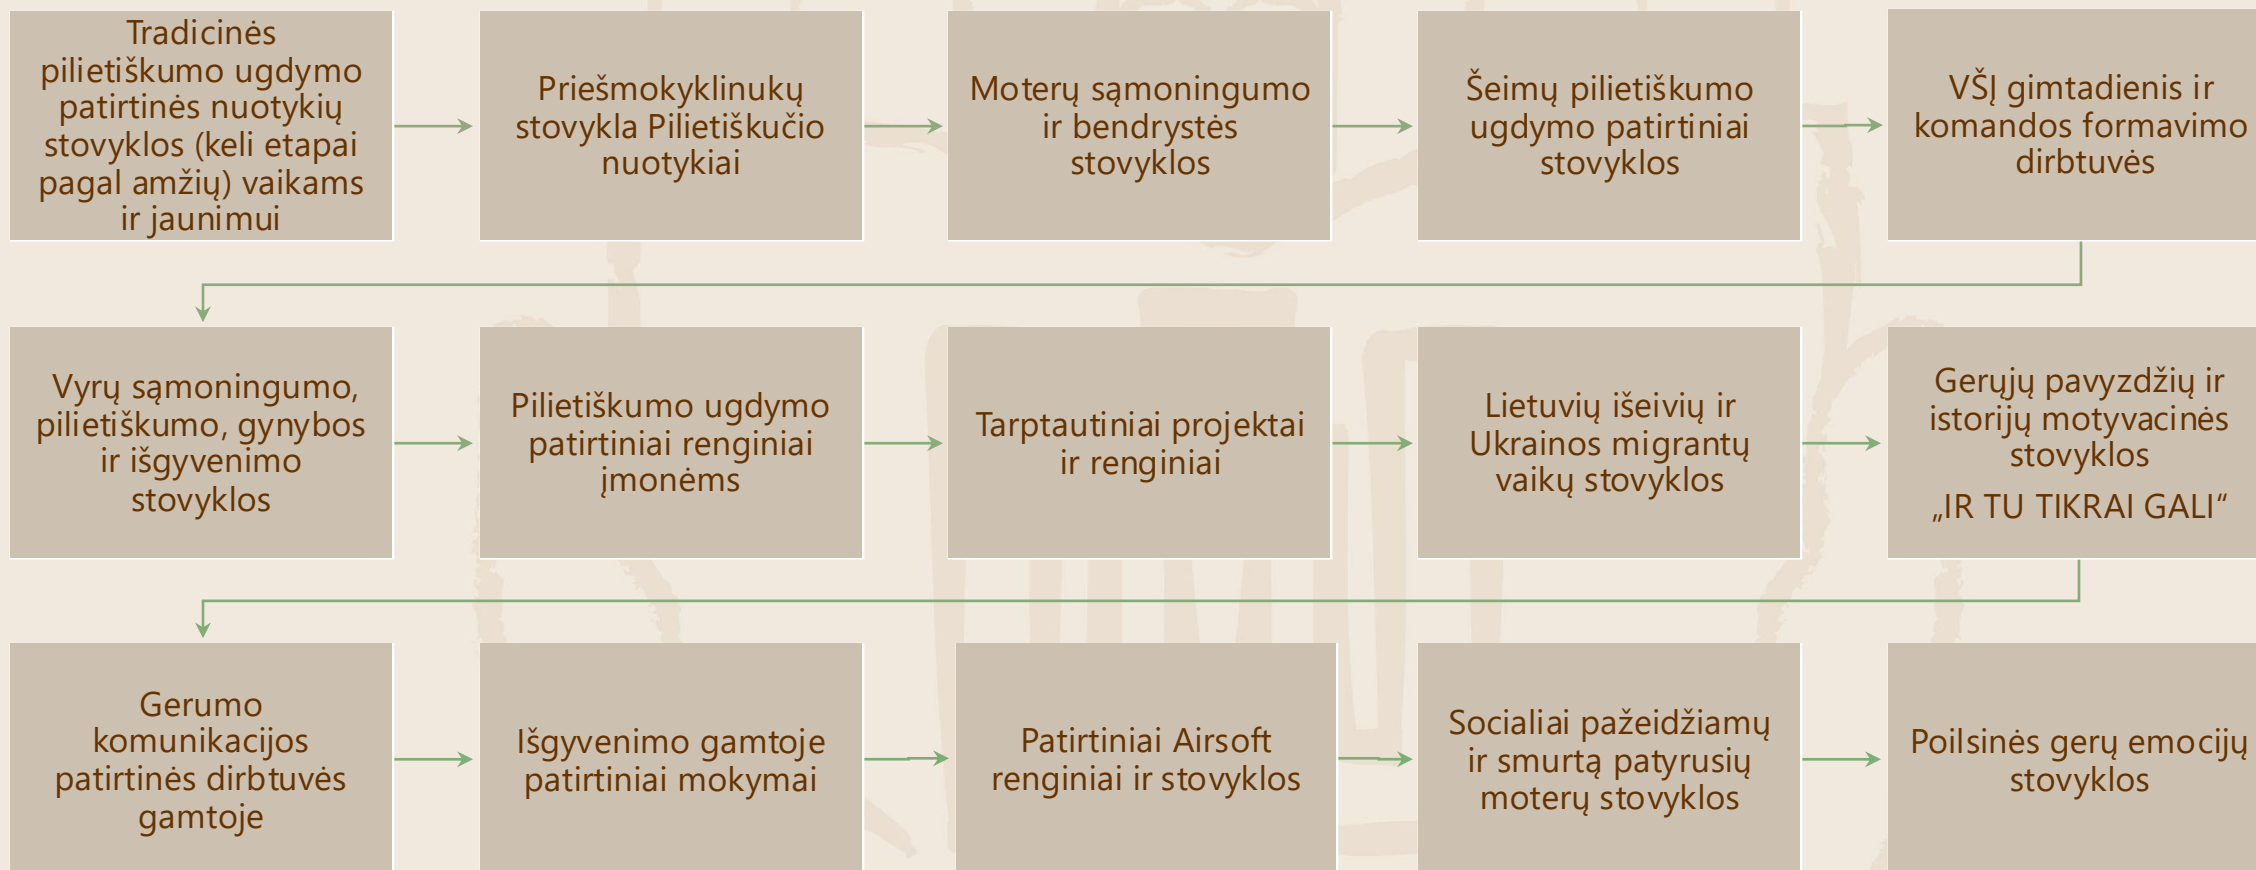 Tradicinės
pilietiškumo ugdymo
patirtinės nuotykių
stovyklos (keli etapai
pagal amžių) vaikams
ir jaunimui
Priešmokyklinukų
stovykla Pilietiškučio
nuotykiai
Moterų sąmoningumo
ir bendrystės
stovyklos
Šeimų pilietiškumo
ugdymo patirtiniai
stovyklos
VŠĮ gimtadienis ir
komandos formavimo
dirbtuvės
Vyrų sąmoningumo,
pilietiškumo, gynybos
ir išgyvenimo
stovyklos
Pilietiškumo ugdymo
patirtiniai renginiai
įmonėms
Tarptautiniai projektai
ir renginiai
Lietuvių išeivių ir
Ukrainos migrantų
vaikų stovyklos
Gerųjų pavyzdžių ir
istorijų motyvacinės
stovyklos
„IR TU TIKRAI GALI“
Gerumo
komunikacijos
patirtinės dirbtuvės
gamtoje
Išgyvenimo gamtoje
patirtiniai mokymai
Patirtiniai Airsoft
renginiai ir stovyklos
Socialiai pažeidžiamų
ir smurtą patyrusių
moterų stovyklos
Poilsinės gerų emocijų
stovyklos